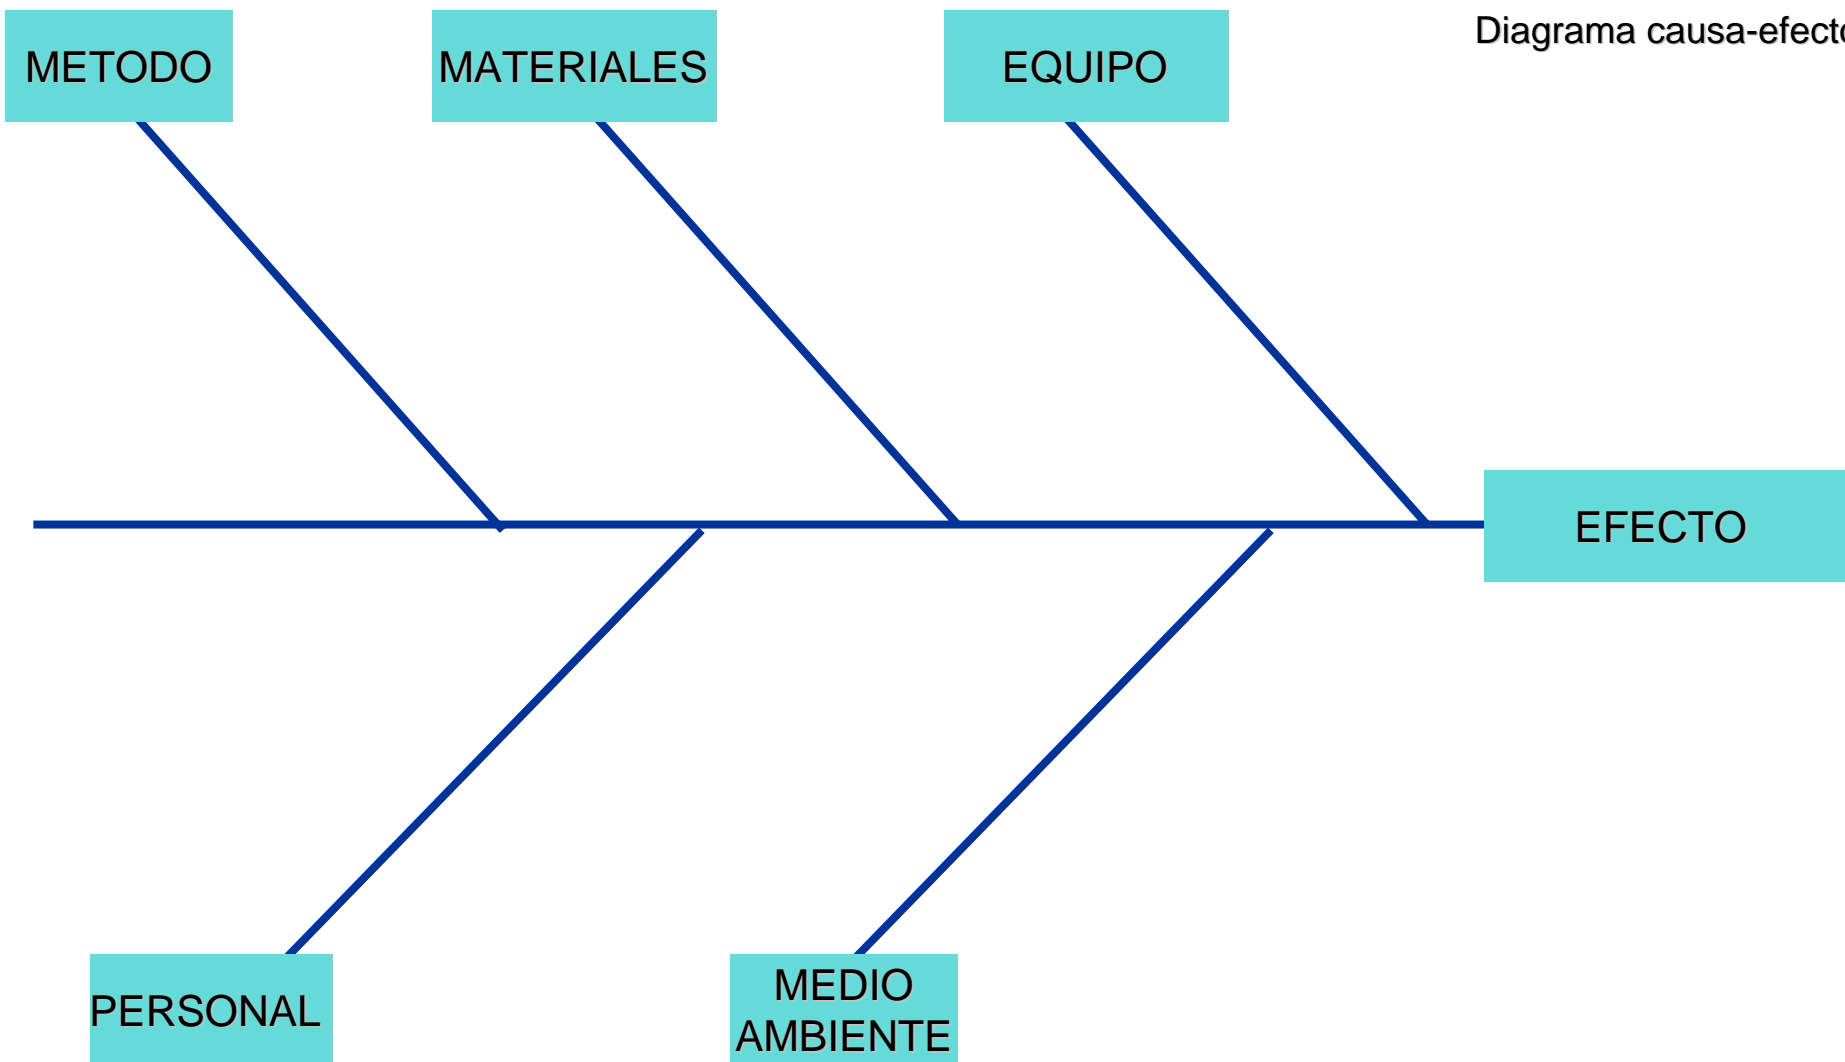 METODO
MATERIALES
EQUIPO
Diagrama causa-efecto
EFECTO
PERSONAL
MEDIO
AMBIENTE